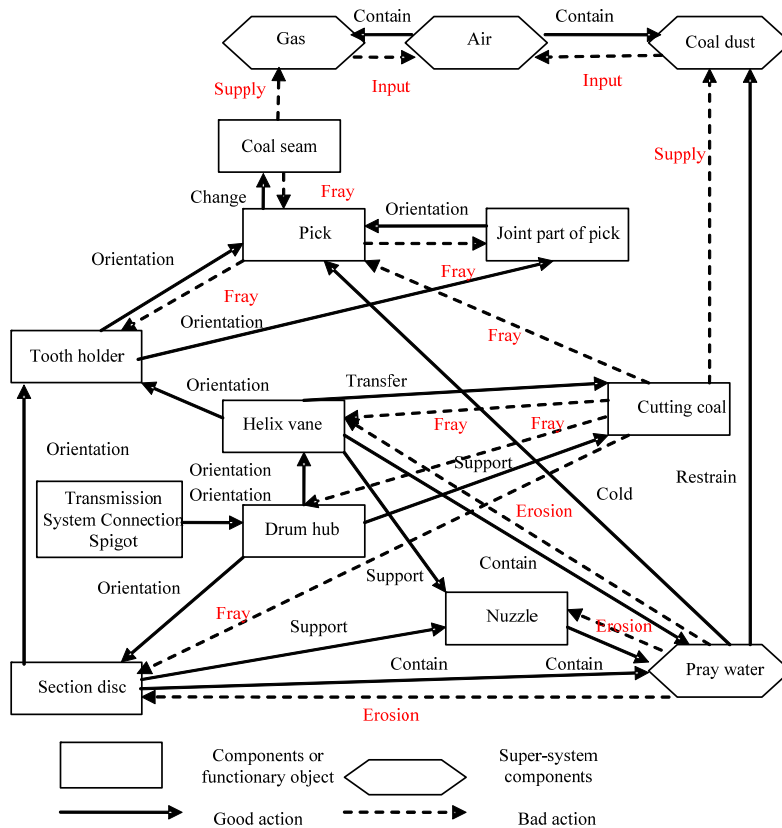 Contain
Contain
Gas
Air
Coal dust
Supply
Input
Input
Coal seam
Supply
Change
Fray
Pick
Orientation
Joint part of pick
Orientation
Fray
Fray
Orientation
Fray
Tooth holder
Orientation
Transfer
Helix vane
Fray
Fray
Cutting coal
Orientation
Orientation
Orientation
Support
Restrain
Transmission
System Connection
Spigot
Drum hub
Cold
Erosion
Orientation
Support
Contain
Fray
Support
Nuzzle
Erosion
Contain
Contain
Section disc
Pray water
Erosion
Components or
functionary object
Super-system
components
Good action
Bad action